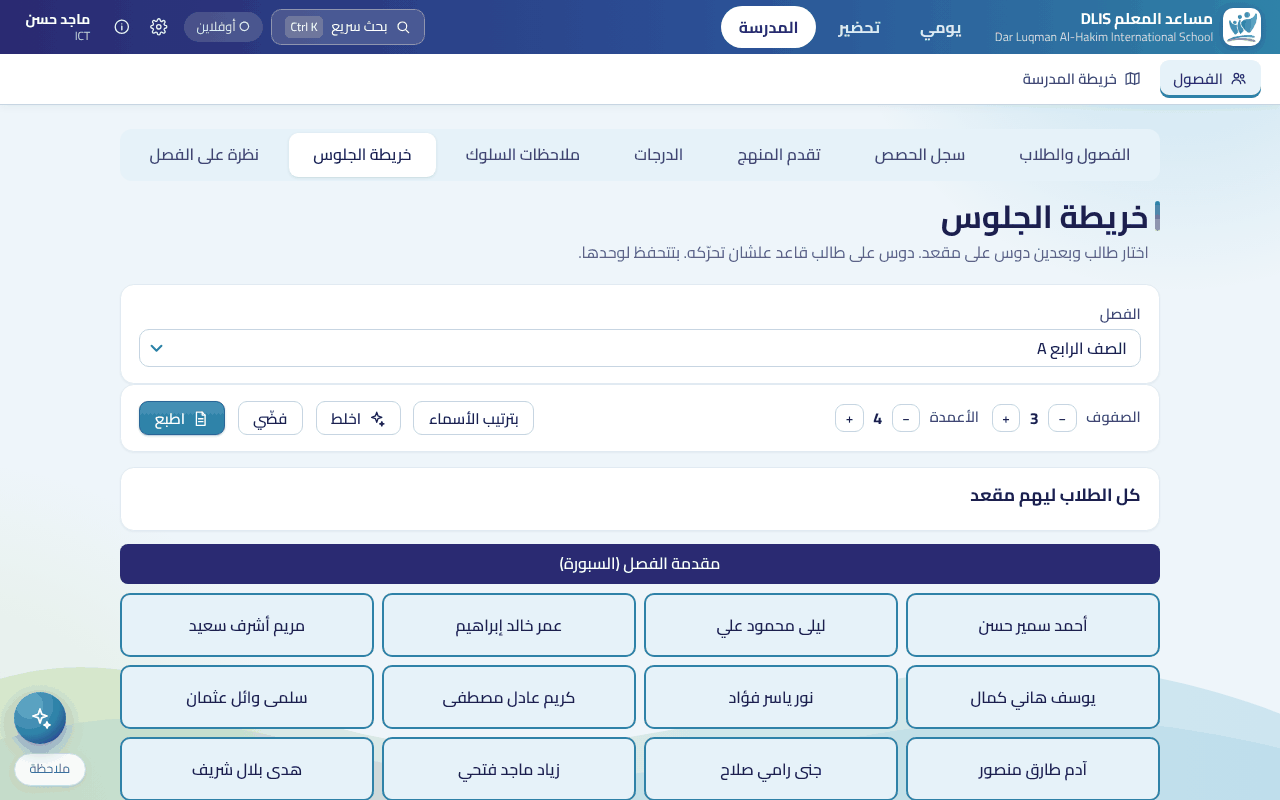 مساعد المعلم DLIS
Dar Luqman Al-Hakim International School
يومي
تحضير
المدرسة
بحث سريع Ctrl K
أوفلاين
ماجد حسن
ICT
الفصول
خريطة المدرسة
الفصول والطلاب
سجل الحصص
تقدم المنهج
الدرجات
ملاحظات السلوك
خريطة الجلوس
نظرة على الفصل
خريطة الجلوس
اختار طالب وبعدين دوس على مقعد. دوس على طالب قاعد علشان تحرّكه. بتتحفظ لوحدها.
الفصل
الصف الرابع A
الصفوف − 3 + الأعمدة − 4 +
بترتيب الأسماء
اخلط
فضّي
اطبع
كل الطلاب ليهم مقعد
مقدمة الفصل (السبورة)
أحمد سمير حسن
ليلى محمود علي
عمر خالد إبراهيم
مريم أشرف سعيد
يوسف هاني كمال
نور ياسر فؤاد
كريم عادل مصطفى
سلمى وائل عثمان
آدم طارق منصور
جنى رامي صلاح
زياد ماجد فتحي
هدى بلال شريف
ملاحظة